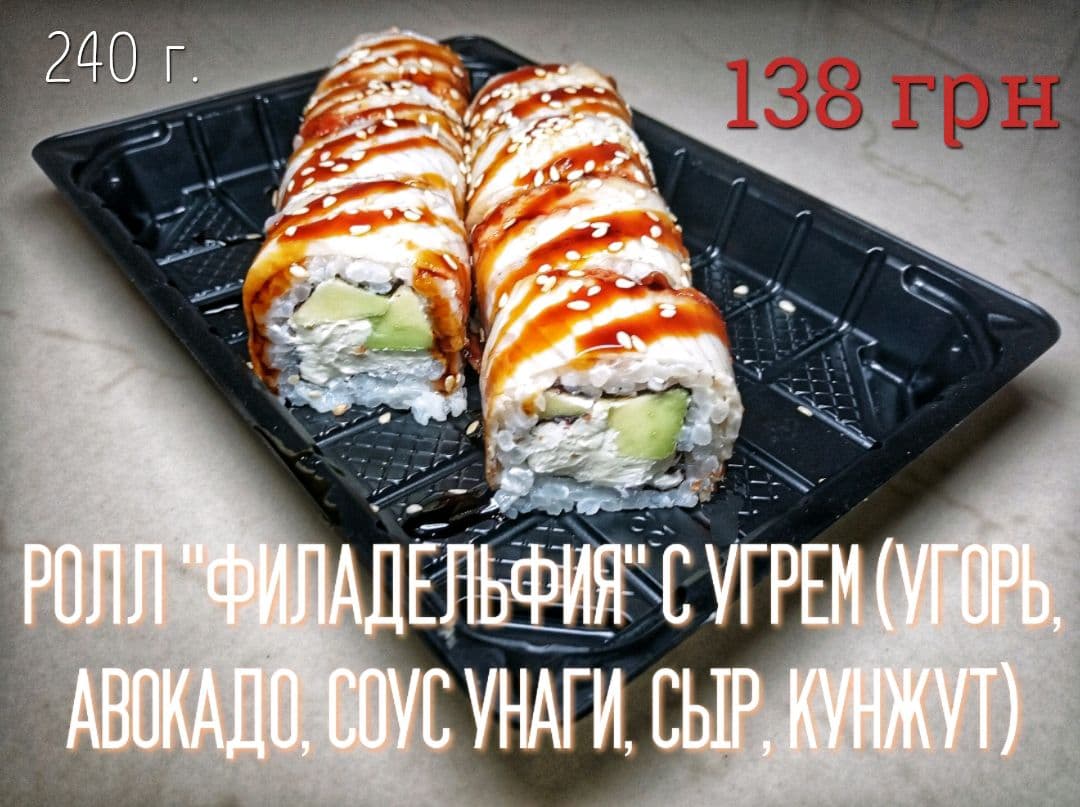 240 г.
138 грн
РОЛЛ "ФИЛАДЕЛЬФИЯ" С УГРЕМ (УГОРЬ,
АВОКАДО, СОУС УНАГИ, СЫР, КУНЖУТ)